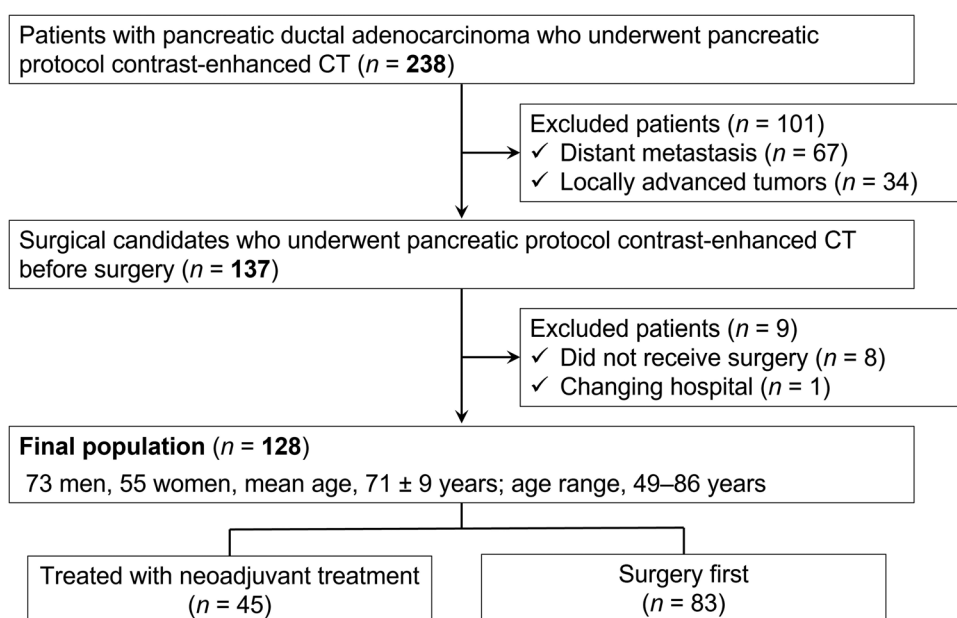 Patients with pancreatic ductal adenocarcinoma who underwent pancreatic
protocol contrast-enhanced CT (n = 238)
Excluded patients (n = 101)
✓ Distant metastasis (n = 67)
✓ Locally advanced tumors (n = 34)
Surgical candidates who underwent pancreatic protocol contrast-enhanced CT
before surgery (n = 137)
Excluded patients (n = 9)
✓ Did not receive surgery (n = 8)
✓ Changing hospital (n = 1)
Final population (n = 128)
73 men, 55 women, mean age, 71 ± 9 years; age range, 49–86 years
Treated with neoadjuvant treatment
(n = 45)
Surgery first
(n = 83)